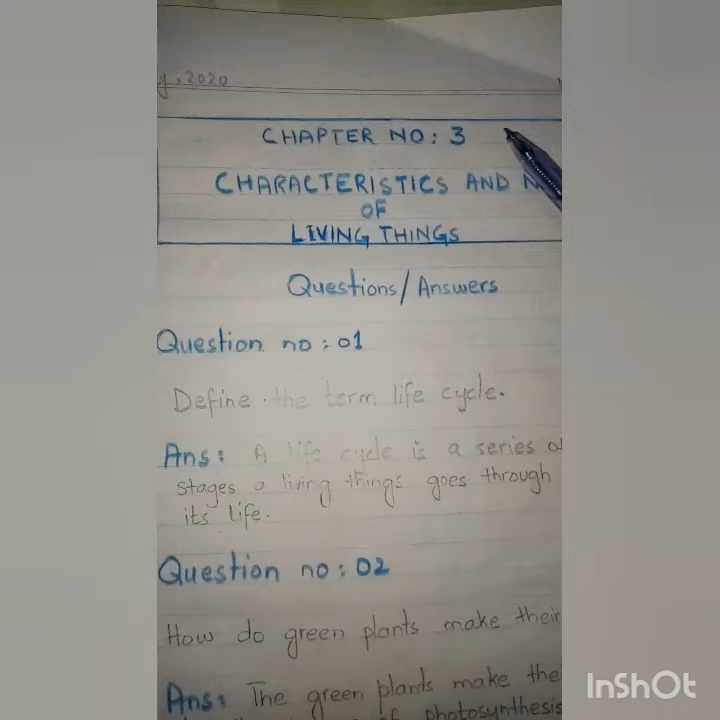 y, 2020
CHAPTER NO: 3
CHARACTERISTICS AND
OF
LIVING THINGS
Questions/Answers
Question no: 01
Define the term life cycle.
Ans: A life cycle is a series of
stages a living things goes through
its life.
Question no: 02
How do green plants make their
Ans: The green plants make the
of photosynthesis
InShOt